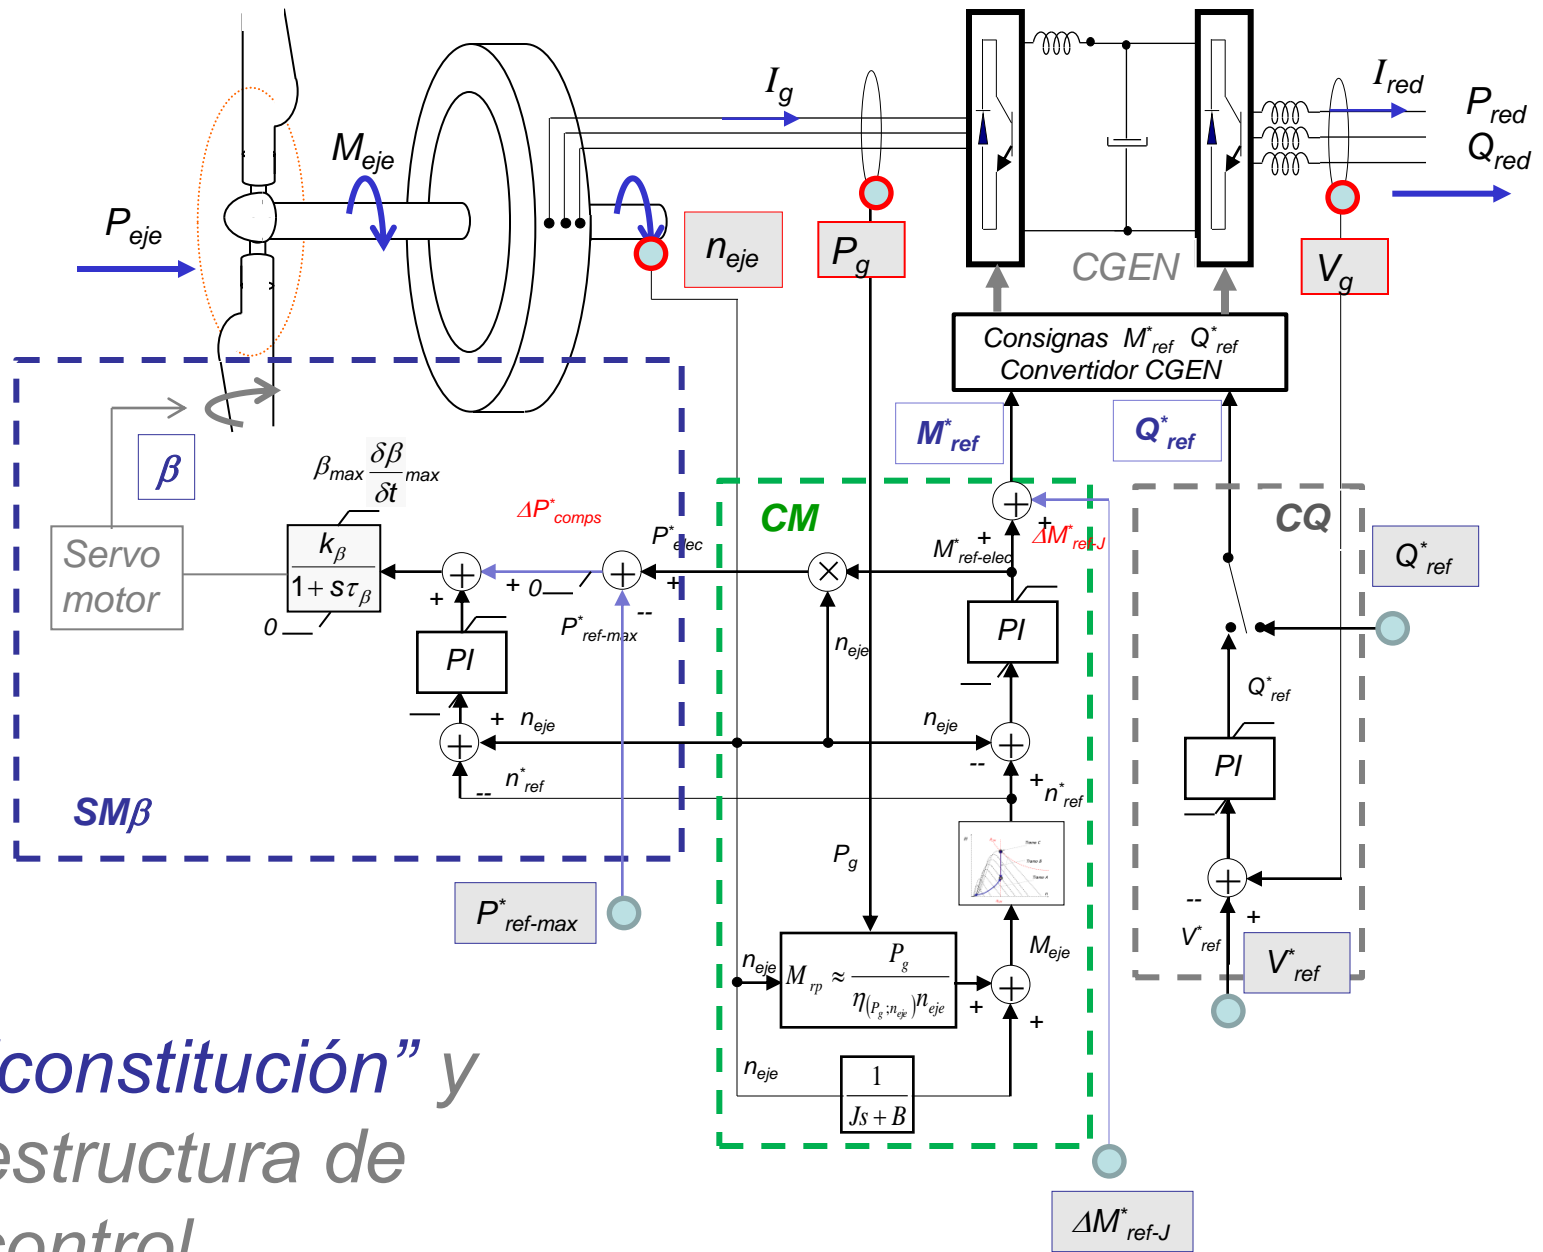 I_g
I_red
P_red
Q_red
M_eje
P_eje
n_eje
P_g
CGEN
V_g
Consignas M*_ref Q*_ref
Convertidor CGEN
M*_ref
Q*_ref
β
β_max δβ/δt _max
ΔP*_comps
P*_elec
CM
M*_ref-elec
+
ΔM*_ref-J
+
CQ
Q*_ref
Servo
motor
k_β
1 + sτ_β
0
+
+
0
+
--
P*_ref-max
PI
n_eje
PI
Q*_ref
+
n_eje
n_eje
--
--
n*_ref
+
n*_ref
PI
SMβ
P_g
--
+
V*_ref
V*_ref
P*_ref-max
n_eje
M_rp ≈ P_g / η_(P_g ; n_eje) n_eje
M_eje
+
+
n_eje
1
Js + B
constitución” y
estructura de
control
ΔM*_ref-J